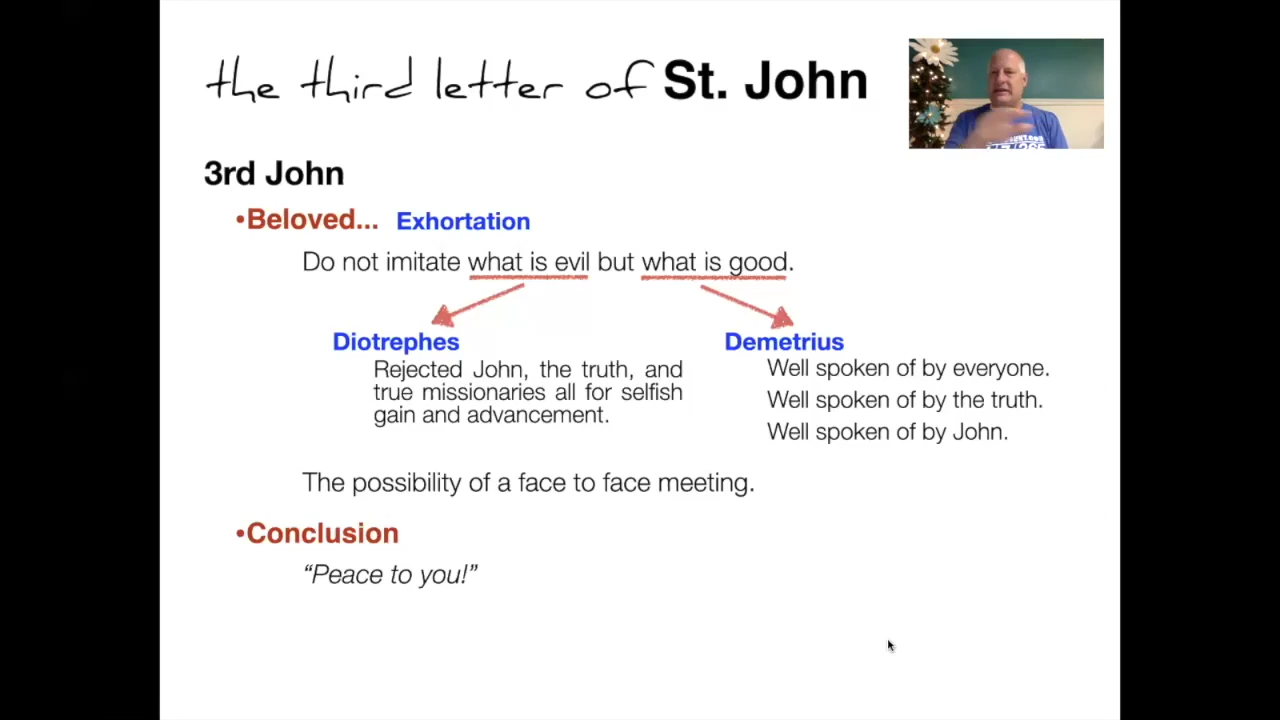 the third letter of St. John
3rd John
•Beloved... Exhortation
Do not imitate what is evil but what is good.
Diotrephes
Rejected John, the truth, and
true missionaries all for selfish
gain and advancement.
Demetrius
Well spoken of by everyone.
Well spoken of by the truth.
Well spoken of by John.
The possibility of a face to face meeting.
•Conclusion
“Peace to you!”